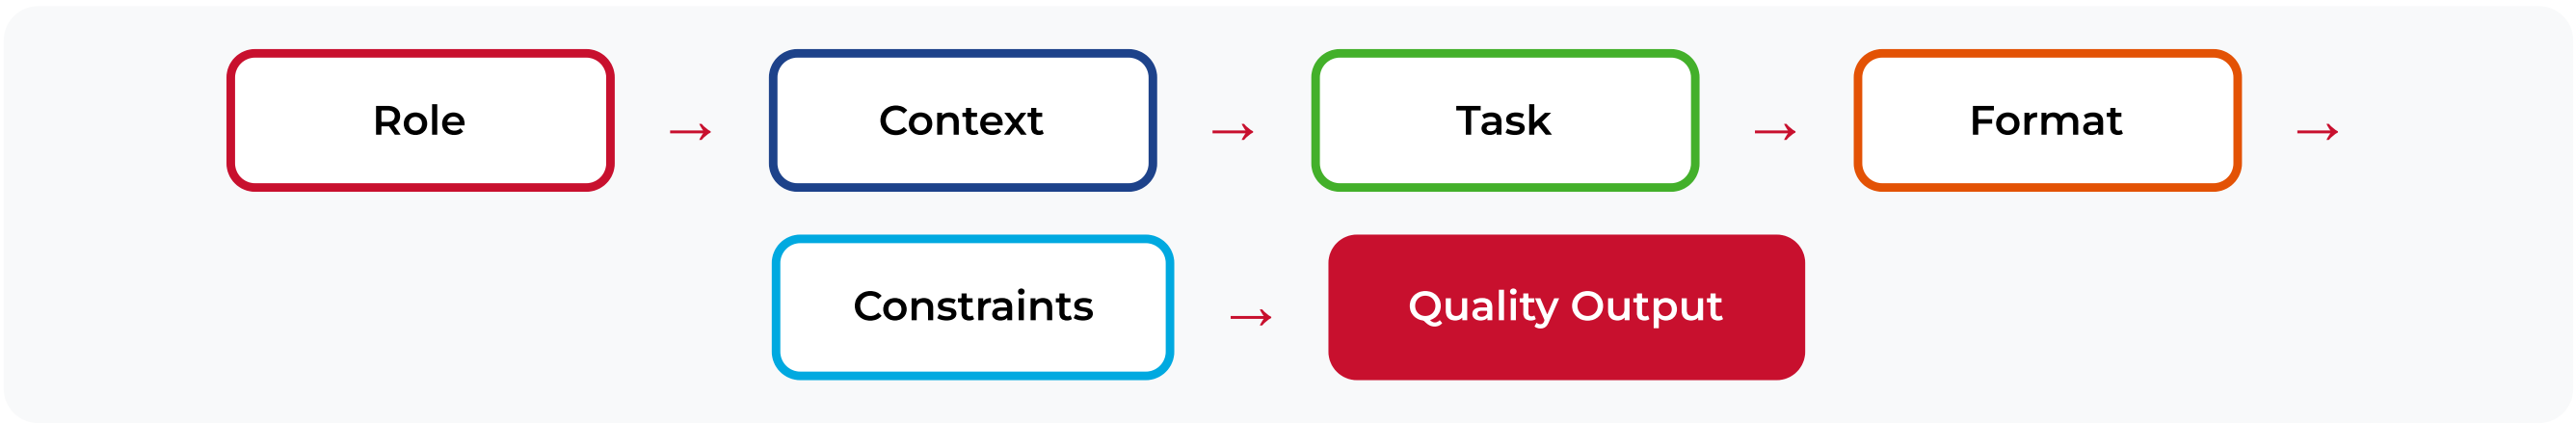 Role → Context → Task → Format →
Constraints → Quality Output